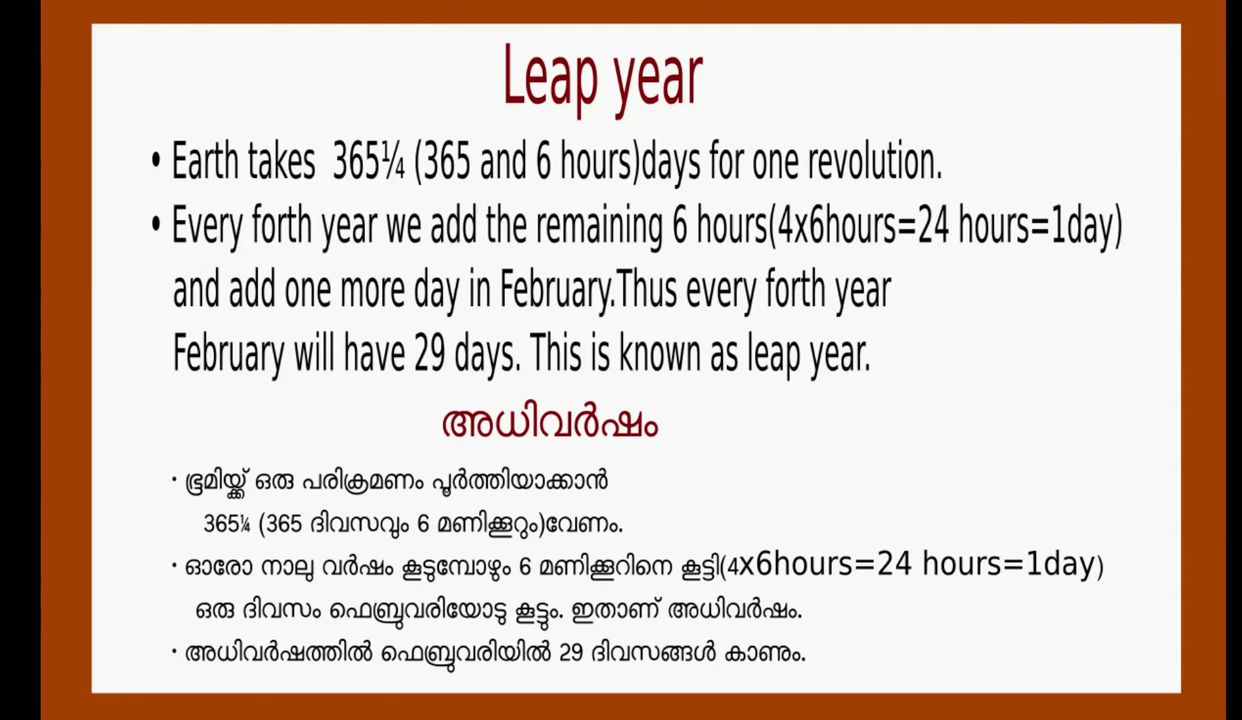 Leap year
• Earth takes 365¼ (365 and 6 hours)days for one revolution.
• Every forth year we add the remaining 6 hours(4x6hours=24 hours=1day)
and add one more day in February.Thus every forth year
February will have 29 days. This is known as leap year.
അധിവർഷം
• ഭൂമിയ്ക്ക് ഒരു പരിക്രമണം പൂർത്തിയാക്കാൻ
365¼ (365 ദിവസവും 6 മണിക്കൂറും)വേണം.
• ഓരോ നാലു വർഷം കൂടുമ്പോഴും 6 മണിക്കൂറിനെ കൂട്ടി(4x6hours=24 hours=1day)
ഒരു ദിവസം ഫെബ്രുവരിയോടു കൂട്ടും. ഇതാണ് അധിവർഷം.
• അധിവർഷത്തിൽ ഫെബ്രുവരിയിൽ 29 ദിവസങ്ങൾ കാണും.